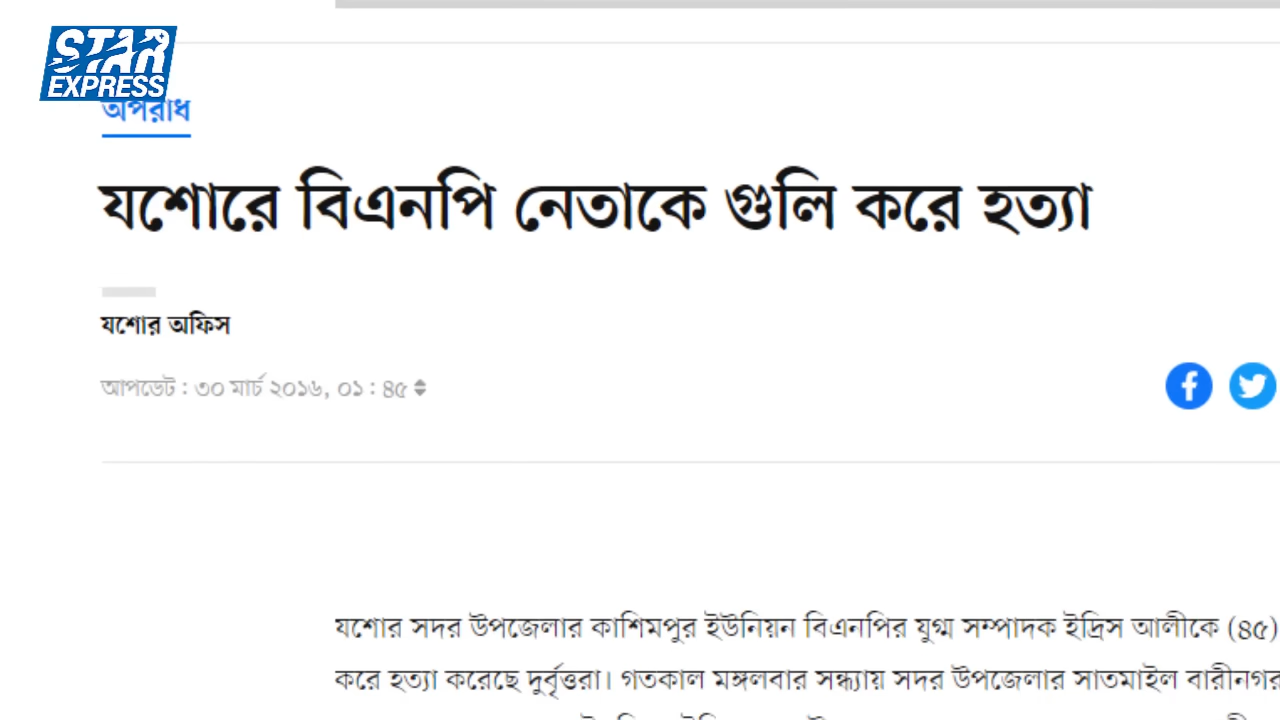 STAR
EXPRESS
অপরাধ
যশোরে বিএনপি নেতাকে গুলি করে হত্যা
যশোর অফিস
আপডেট : ৩০ মার্চ ২০১৬, ০১ : ৪৫
যশোর সদর উপজেলার কাশিমপুর ইউনিয়ন বিএনপির যুগ্ম সম্পাদক ইদ্রিস আলীকে (৪৫)
করে হত্যা করেছে দুর্বৃত্তরা। গতকাল মঙ্গলবার সন্ধ্যায় সদর উপজেলার সাতমাইল বারীনগর